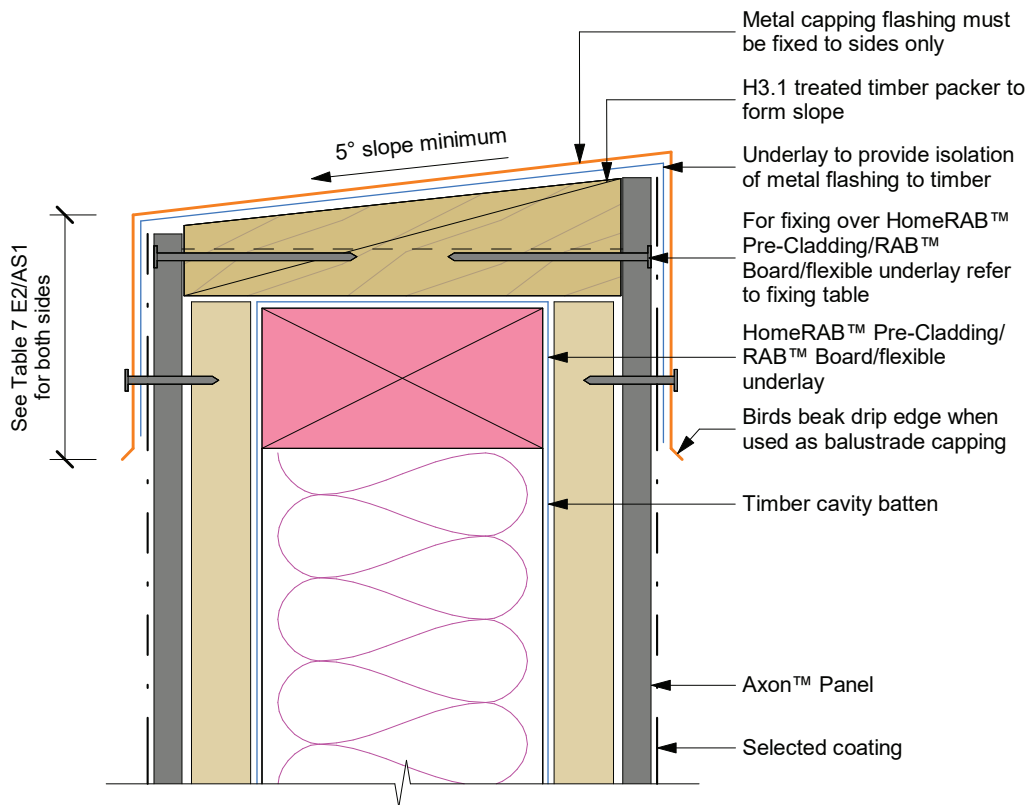 Metal capping flashing must
be fixed to sides only
H3.1 treated timber packer to
form slope
5° slope minimum
Underlay to provide isolation
of metal flashing to timber
For fixing over HomeRAB™
Pre-Cladding/RAB™
Board/flexible underlay refer
to fixing table
See Table 7 E2/AS1
for both sides
HomeRAB™ Pre-Cladding/
RAB™ Board/flexible
underlay
Birds beak drip edge when
used as balustrade capping
Timber cavity batten
Axon™ Panel
Selected coating